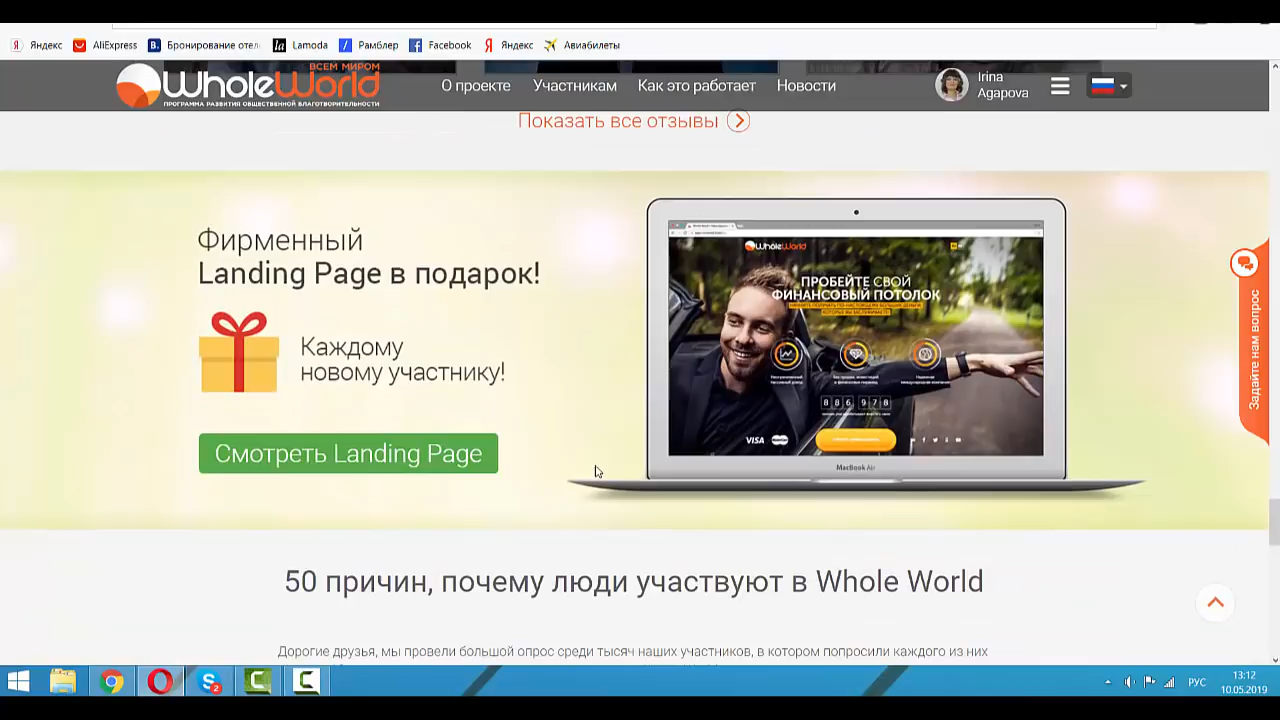 Яндекс AliExpress Бронирование отел Lamoda Рамблер Facebook Яндекс Авиабилеты
ВСЕМ МИРОМ
WholeWorld
ПРОГРАММА РАЗВИТИЯ ОБЩЕСТВЕННОЙ БЛАГОТВОРИТЕЛЬНОСТИ
О проекте Участникам Как это работает Новости
Irina
Agapova
Показать все отзывы
Фирменный
Landing Page в подарок!
Каждому
новому участнику!
Смотреть Landing Page
WholeWorld
ПРОБЕЙТЕ СВОЙ
ФИНАНСОВЫЙ ПОТОЛОК
886 978
VISA
MacBook Air
Задайте нам вопрос
50 причин, почему люди участвуют в Whole World
Дорогие друзья, мы провели большой опрос среди тысяч наших участников, в котором попросили каждого из них
2
РУС
13:12
10.05.2019